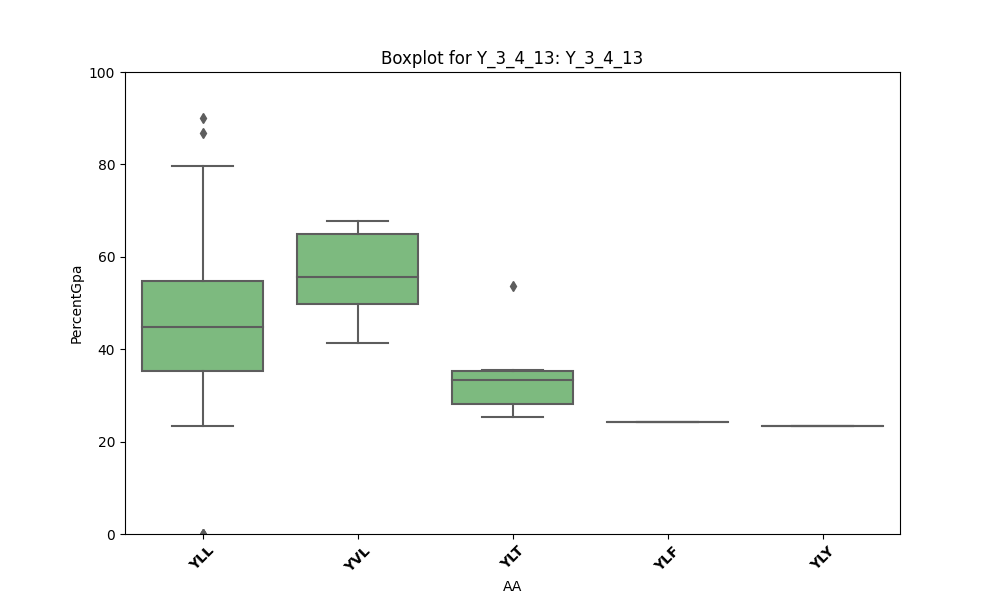 Boxplot for Y_3_4_13: Y_3_4_13
100
80
60
40
20
0
PercentGpa
YLL
YVL
YLT
YLF
YLY
AA